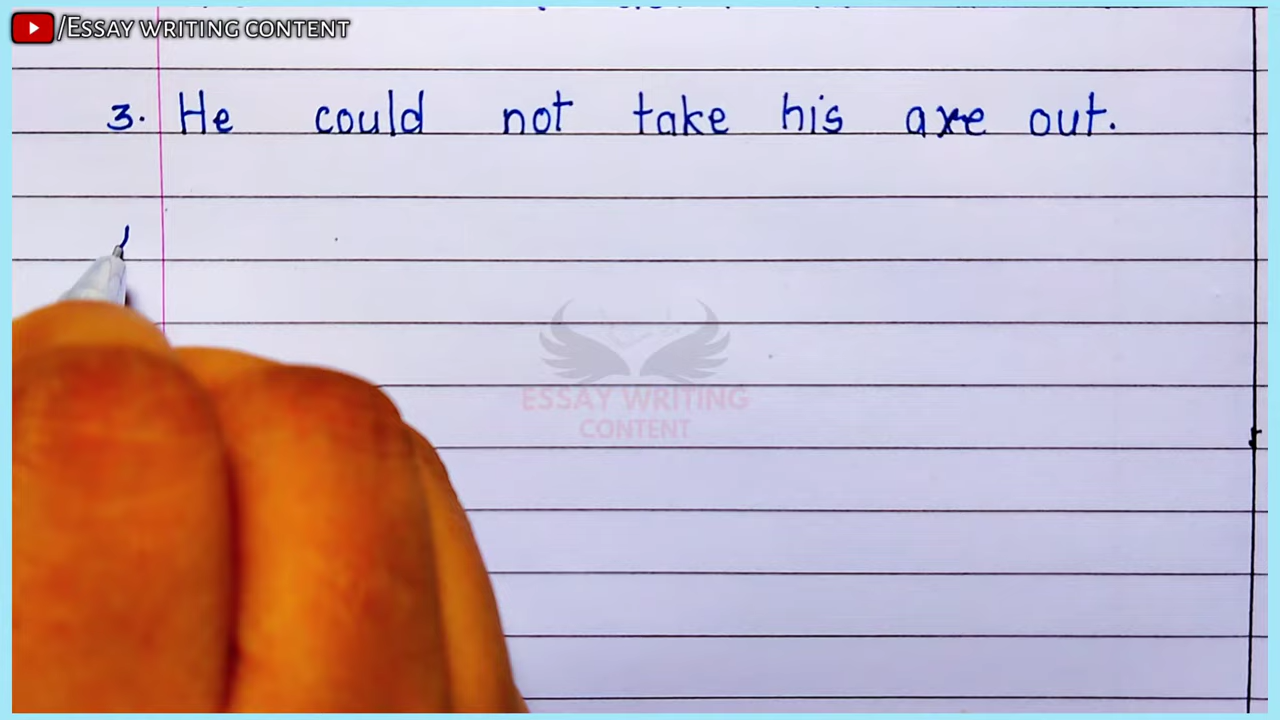 /ESSAY WRITING CONTENT
3. He could not take his axe out.
ESSAY WRITING
CONTENT